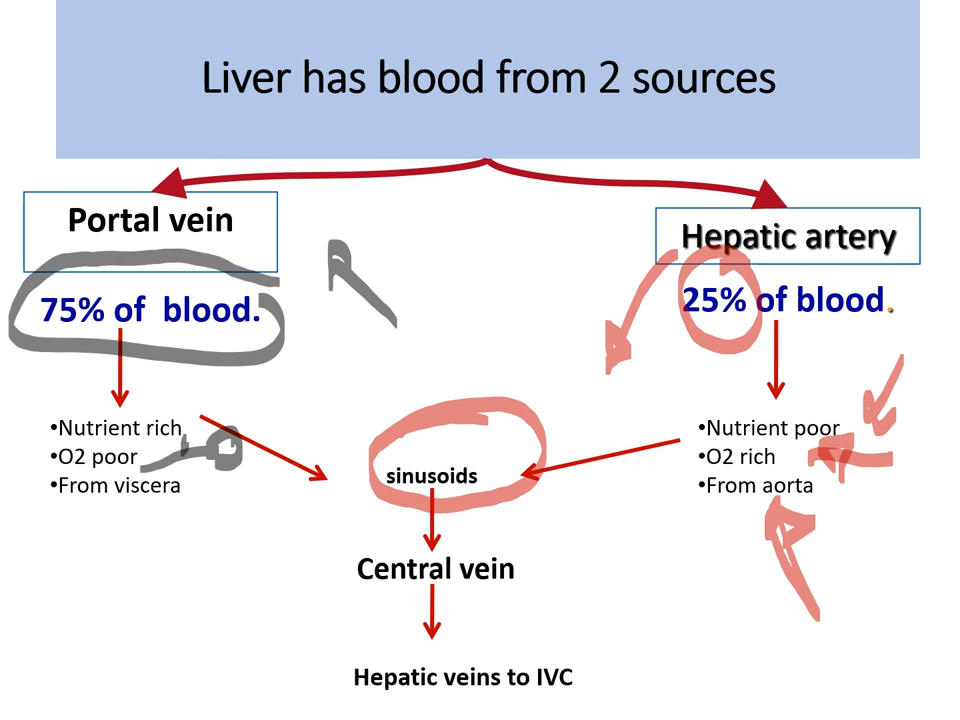 Liver has blood from 2 sources
Portal vein
75% of  blood.
•Nutrient rich
•O2 poor
•From viscera
Hepatic artery
25% of blood.
•Nutrient poor
•O2 rich
•From aorta
sinusoids
Central vein
Hepatic veins to IVC